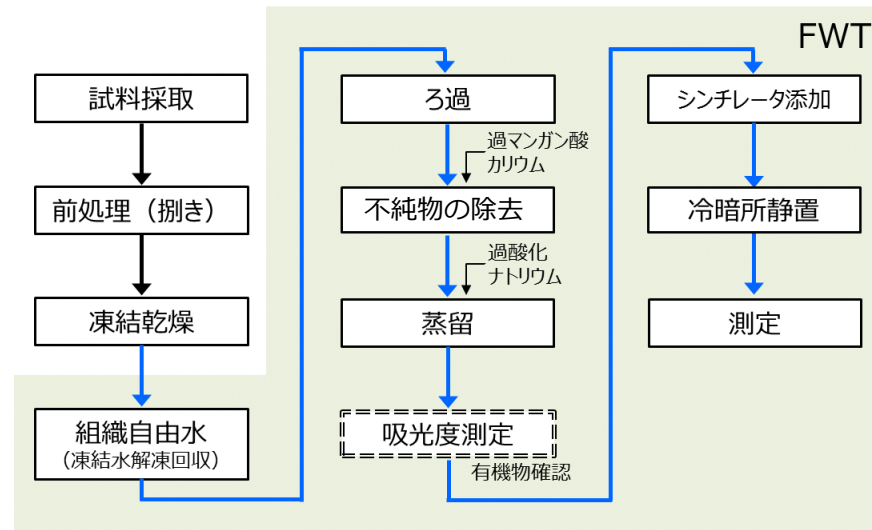 FWT
試料採取
前処理（捌き）
凍結乾燥
組織自由水
（凍結水解凍回収）
ろ過
過マンガン酸
カリウム
不純物の除去
過酸化
ナトリウム
蒸留
吸光度測定
有機物確認
シンチレータ添加
冷暗所静置
測定